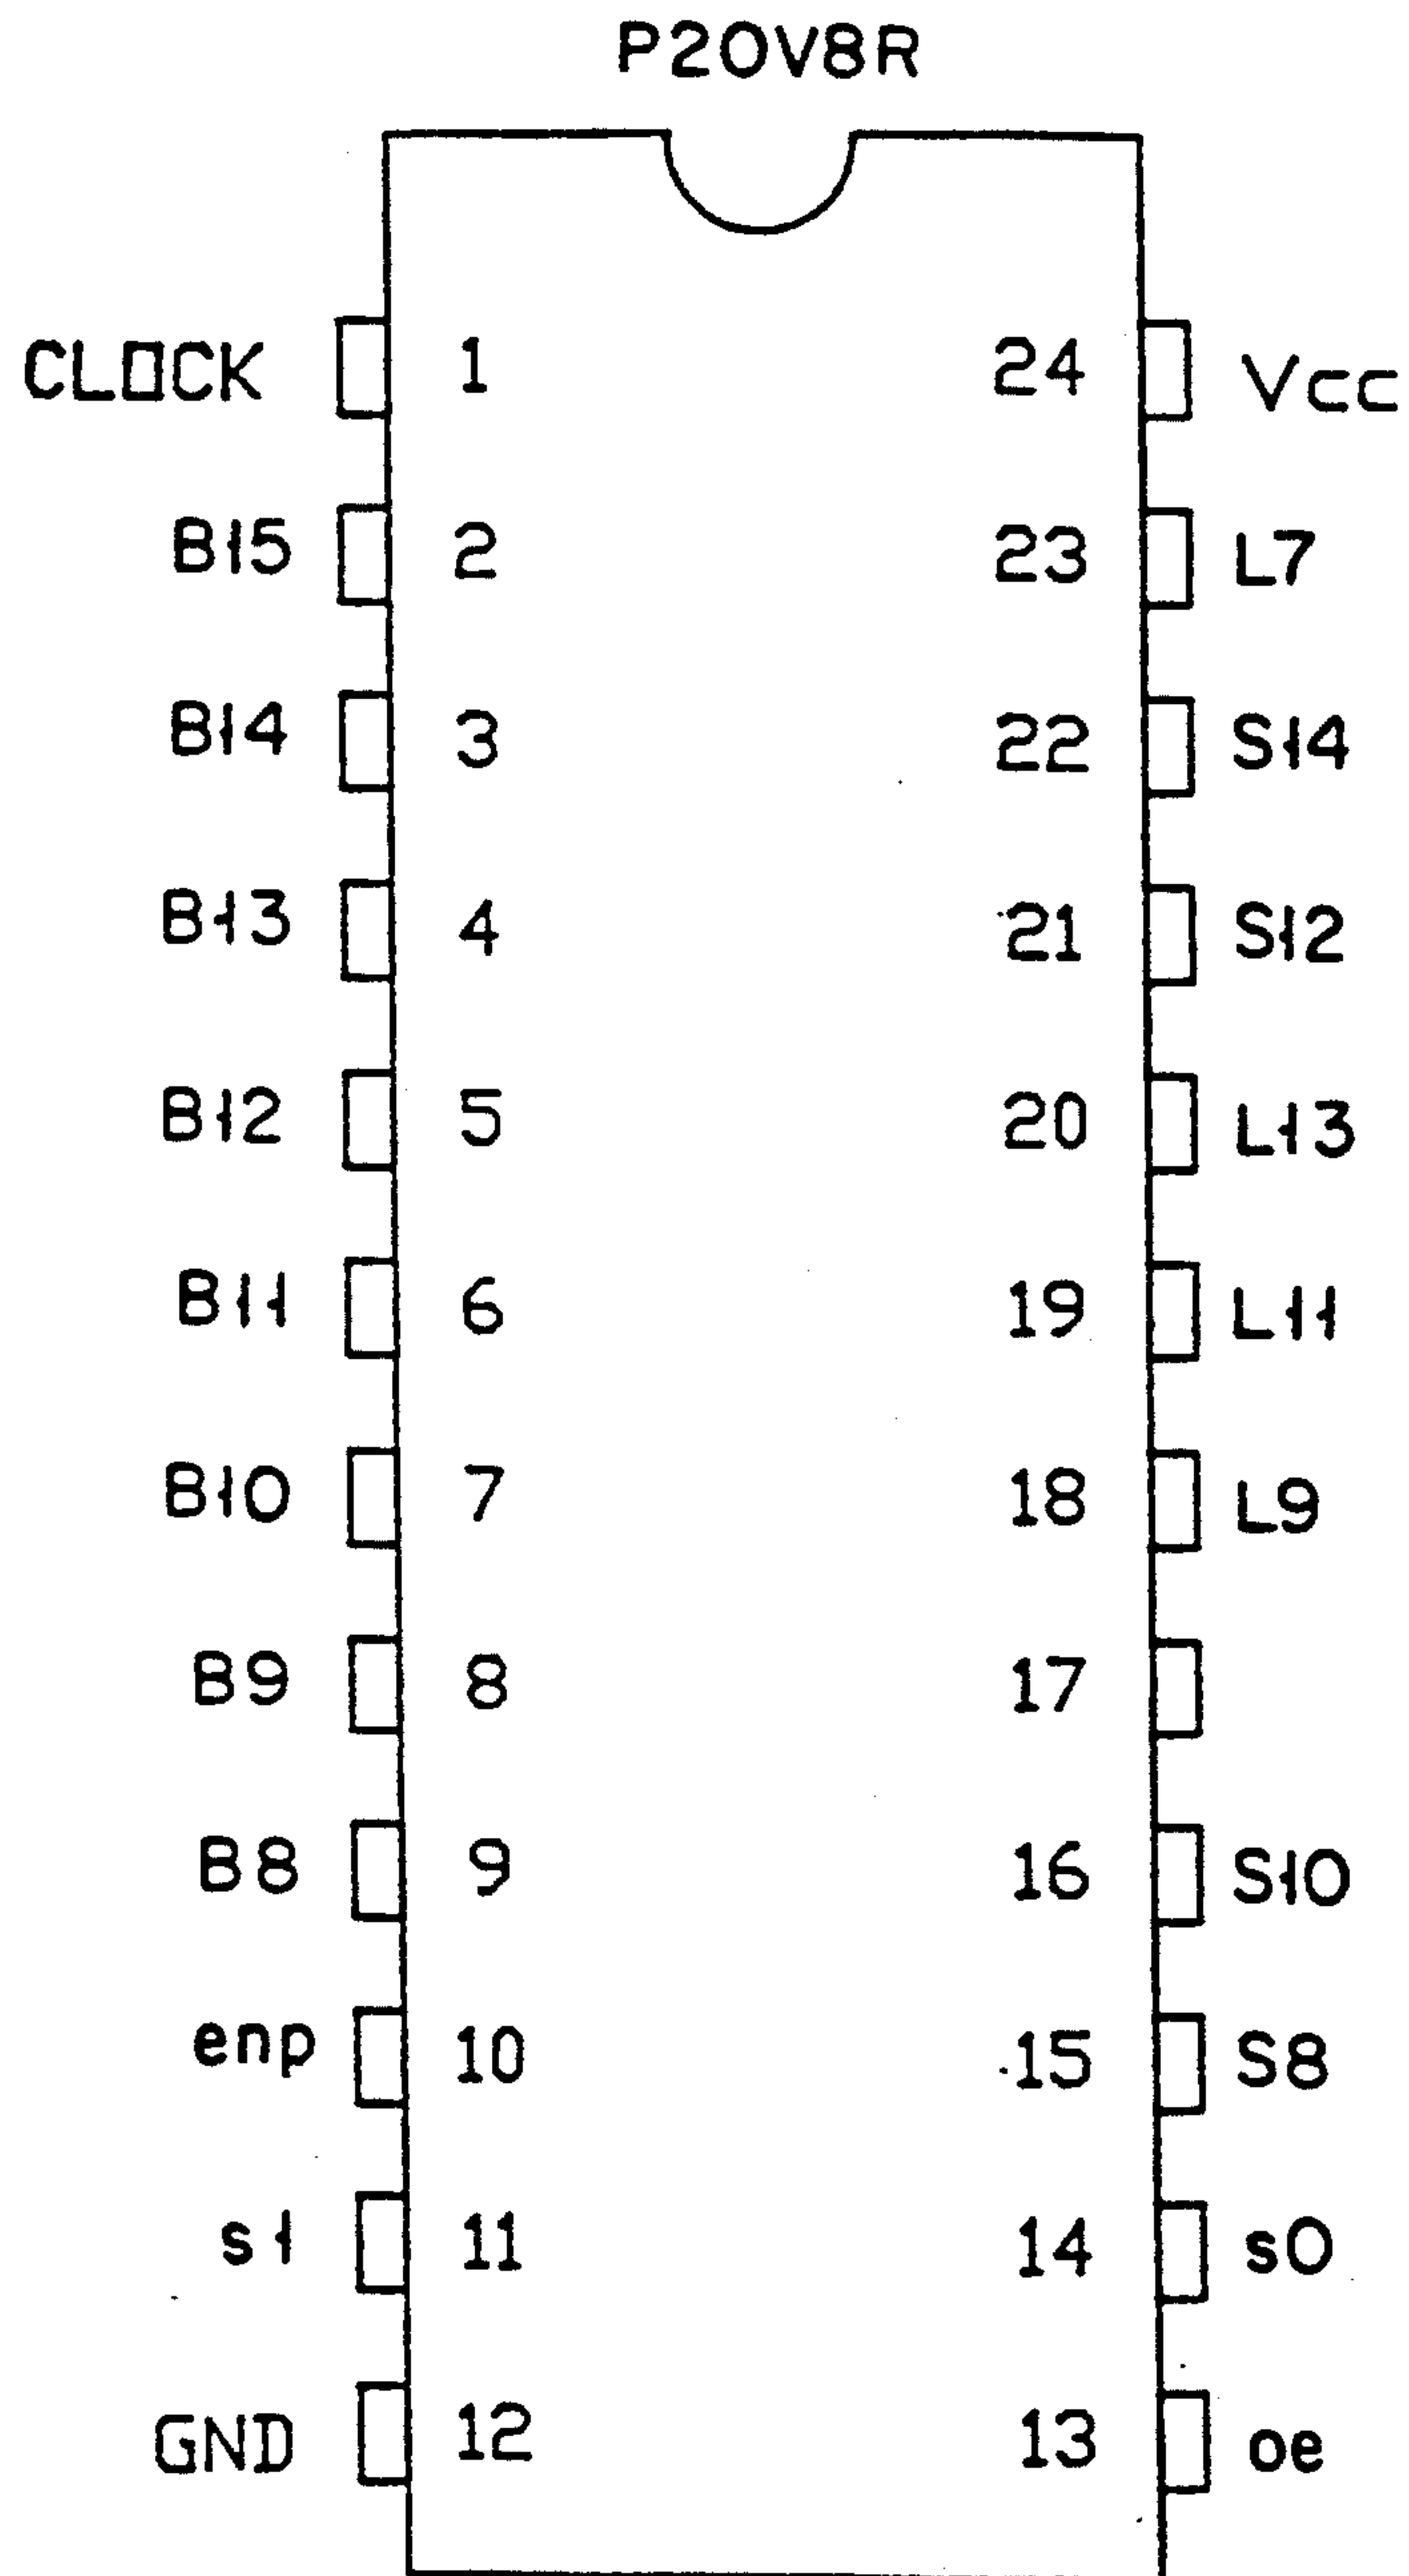 P20V8R
CLOCK 1 24 Vcc
B15 2 23 L7
B14 3 22 S14
B13 4 21 S12
B12 5 20 L13
B11 6 19 L11
B10 7 18 L9
B9 8 17
B8 9 16 S10
enp 10 15 S8
s1 11 14 s0
GND 12 13 oe